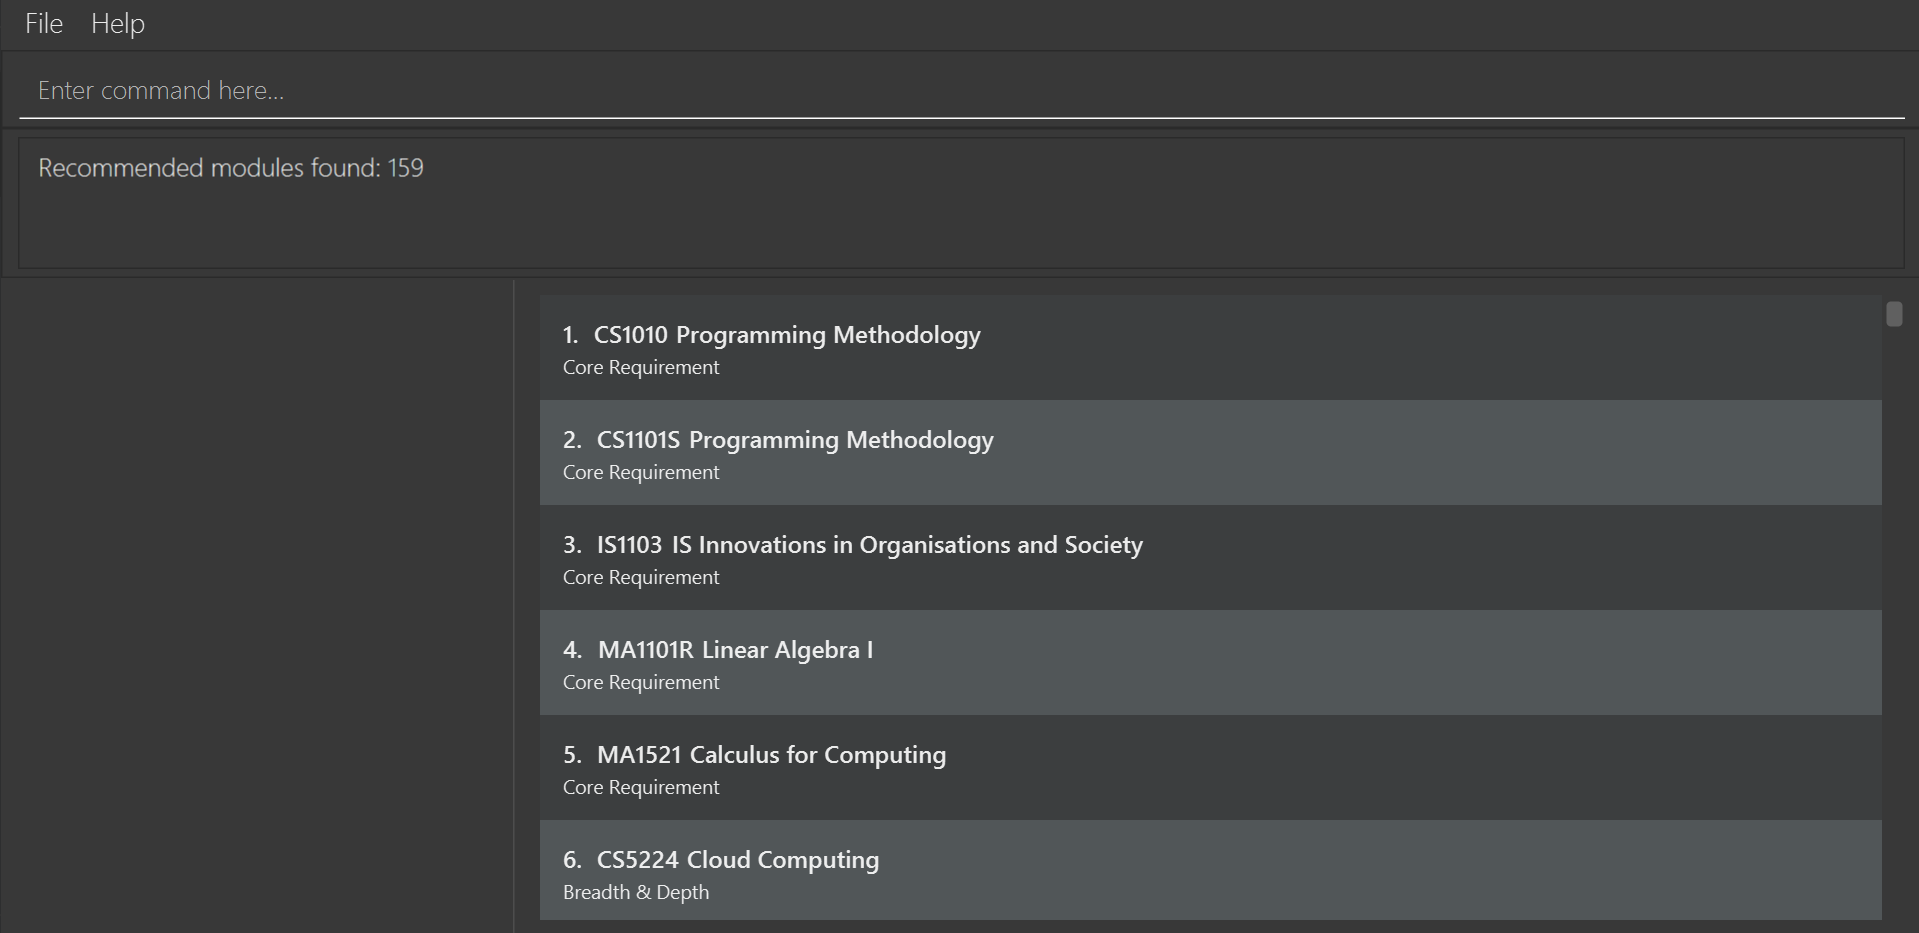 File Help
Enter command here...
Recommended modules found: 159
1. CS1010 Programming Methodology
Core Requirement
2. CS1101S Programming Methodology
Core Requirement
3. IS1103 IS Innovations in Organisations and Society
Core Requirement
4. MA1101R Linear Algebra I
Core Requirement
5. MA1521 Calculus for Computing
Core Requirement
6. CS5224 Cloud Computing
Breadth & Depth